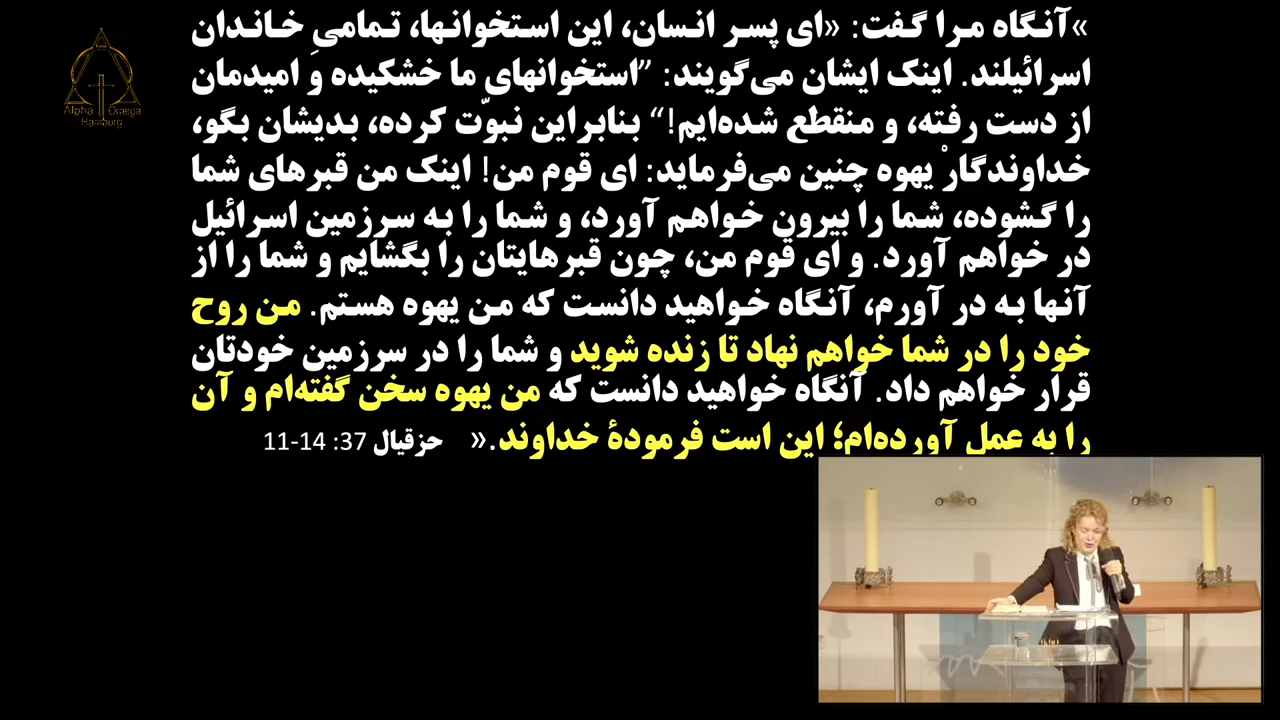 »آنگاه مرا گفت: «ای پسر انسان، این استخوانها، تمامیِ خاندان
اسرائیلند. اینک ایشان می‌گویند: ”استخوانهای ما خشکیده و امیدمان
از دست رفته، و منقطع شده‌ایم!“ بنابراین نبوّت کرده، بدیشان بگو،
خداوندگارْ یهوه چنین می‌فرماید: ای قوم من! اینک من قبرهای شما
را گشوده، شما را بیرون خواهم آورد، و شما را به سرزمین اسرائیل
در خواهم آورد. و ای قوم من، چون قبرهایتان را بگشایم و شما را از
آنها به در آورم، آنگاه خواهید دانست که من یهوه هستم. من روح
خود را در شما خواهم نهاد تا زنده شوید و شما را در سرزمین خودتان
قرار خواهم داد. آنگاه خواهید دانست که من یهوه سخن گفته‌ام و آن
را به عمل آورده‌ام؛ این است فرمودهٔ خداوند.« حزقیال 37: 11-14
Alpha Omega
Hamburg